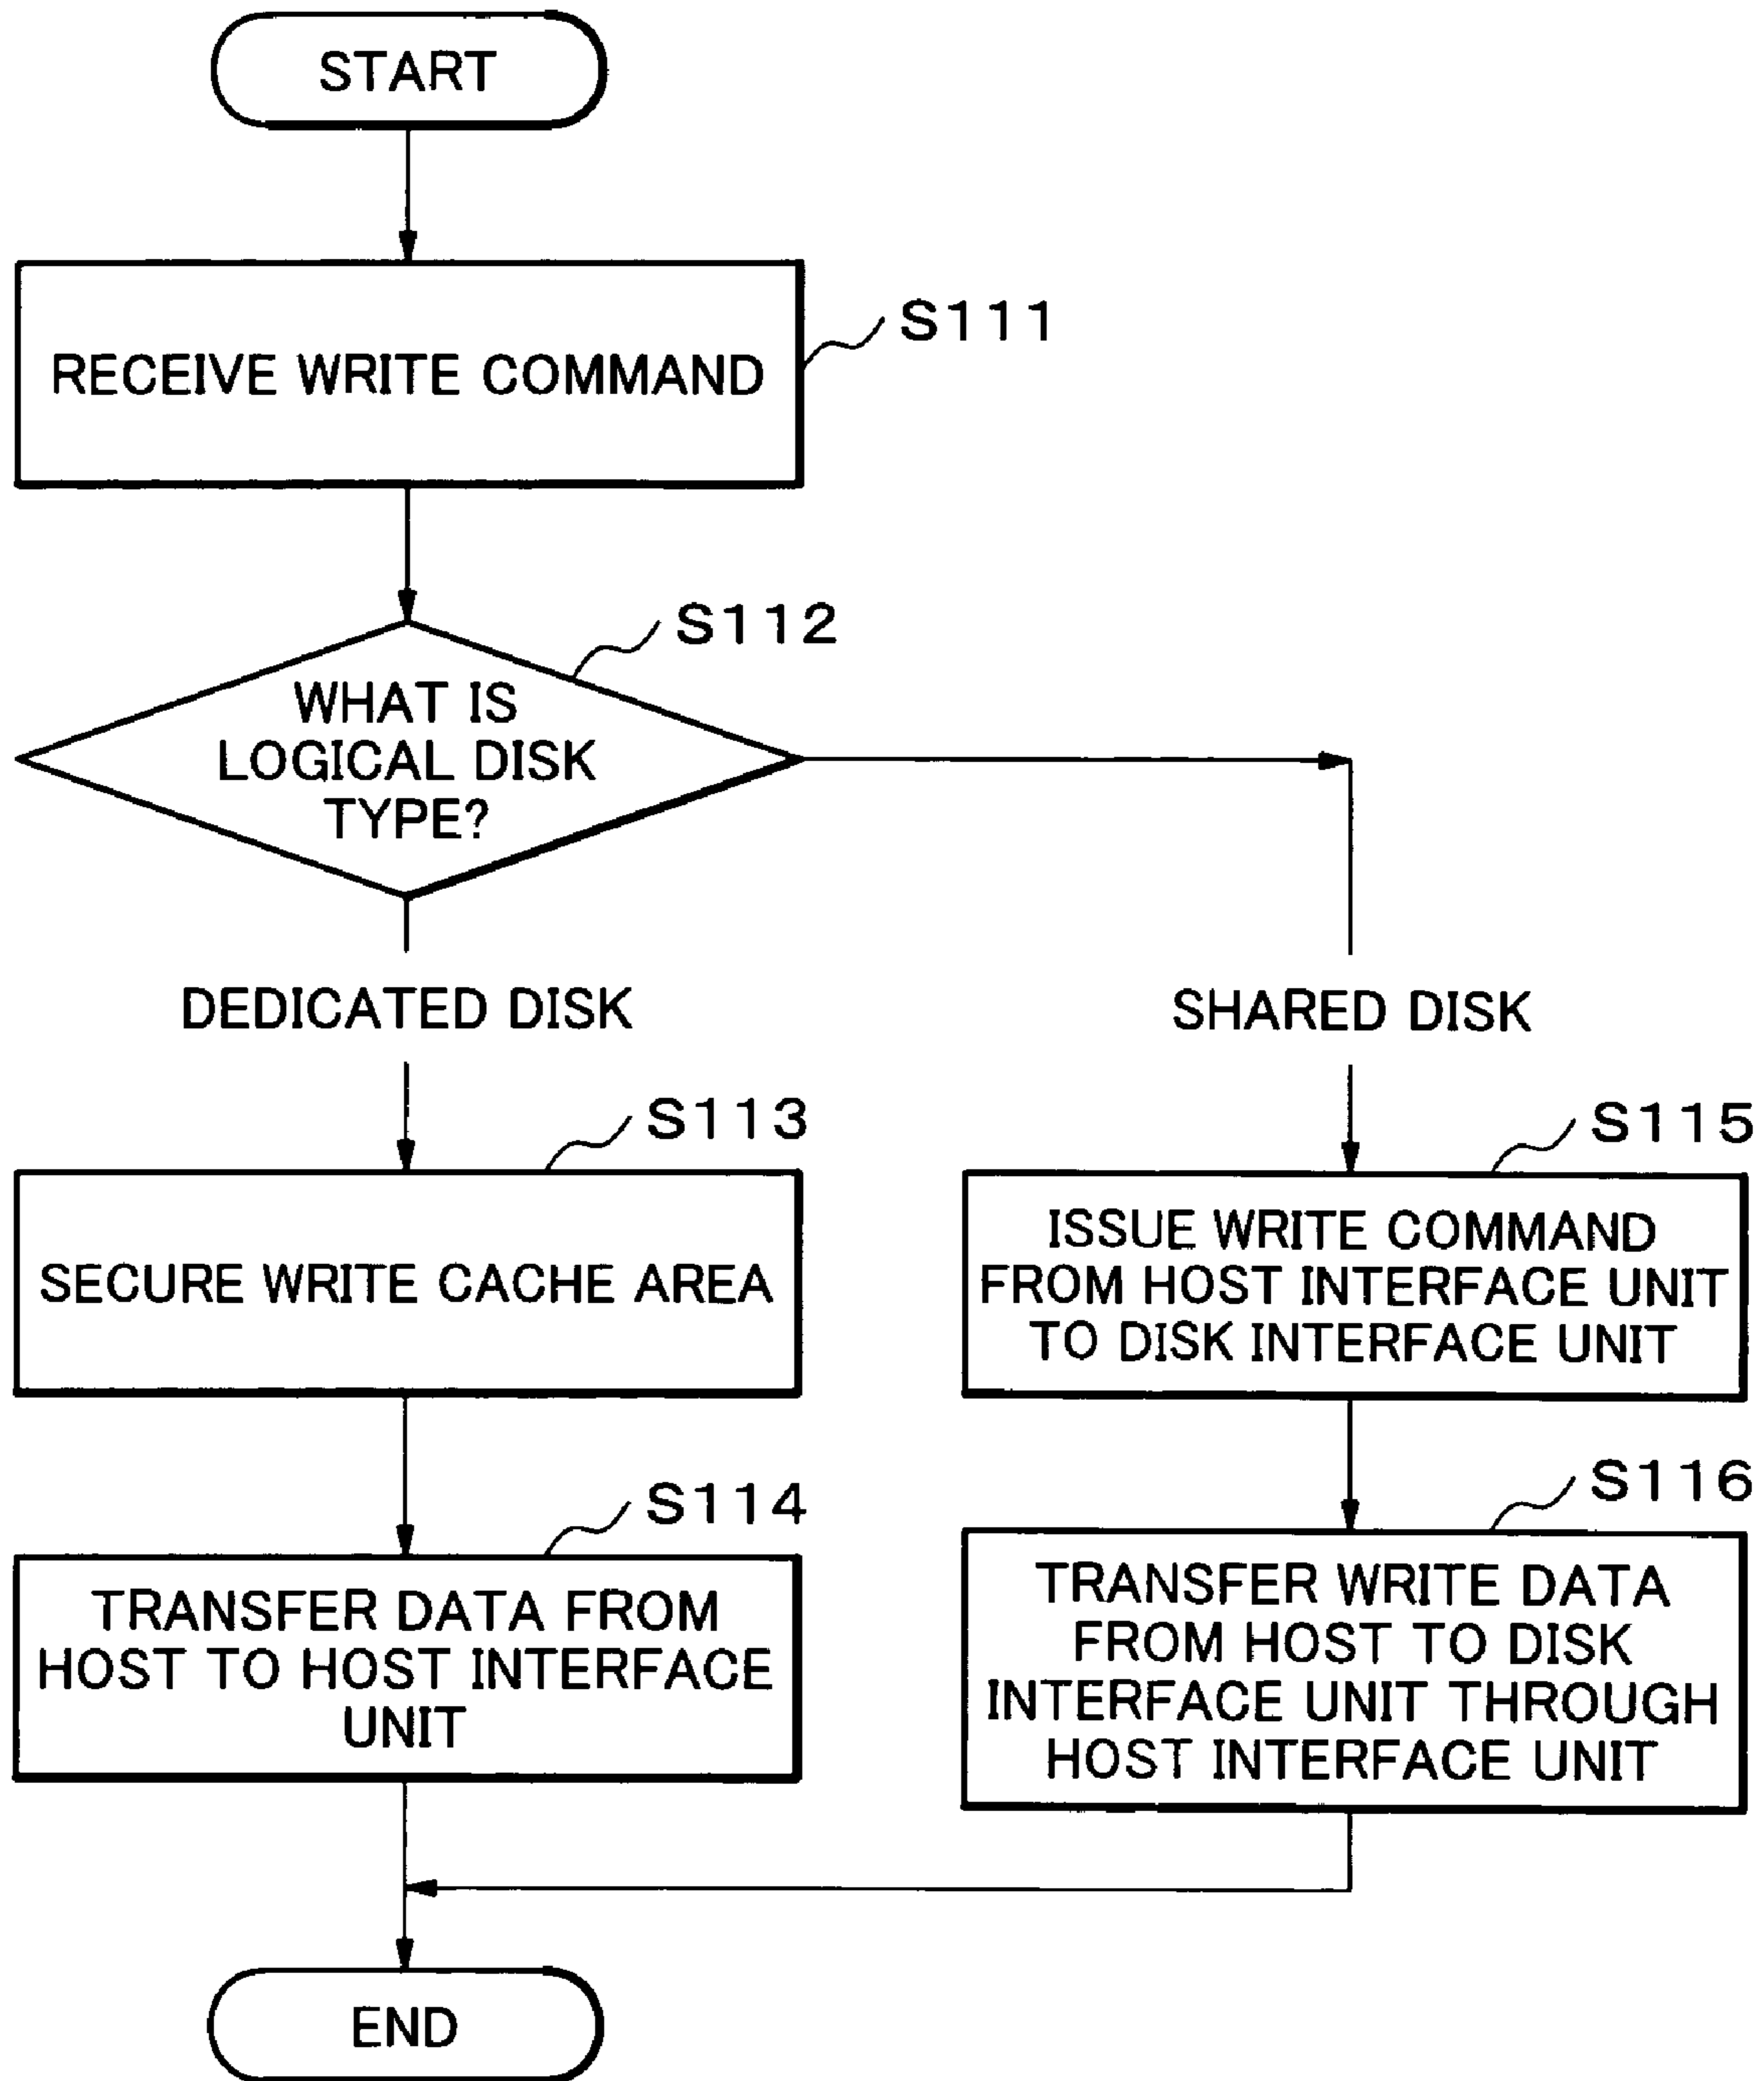 START
RECEIVE WRITE COMMAND
S111
S112
WHAT IS
LOGICAL DISK
TYPE?
DEDICATED DISK
SHARED DISK
S113
SECURE WRITE CACHE AREA
S115
ISSUE WRITE COMMAND
FROM HOST INTERFACE UNIT
TO DISK INTERFACE UNIT
S114
TRANSFER DATA FROM
HOST TO HOST INTERFACE
UNIT
S116
TRANSFER WRITE DATA
FROM HOST TO DISK
INTERFACE UNIT THROUGH
HOST INTERFACE UNIT
END